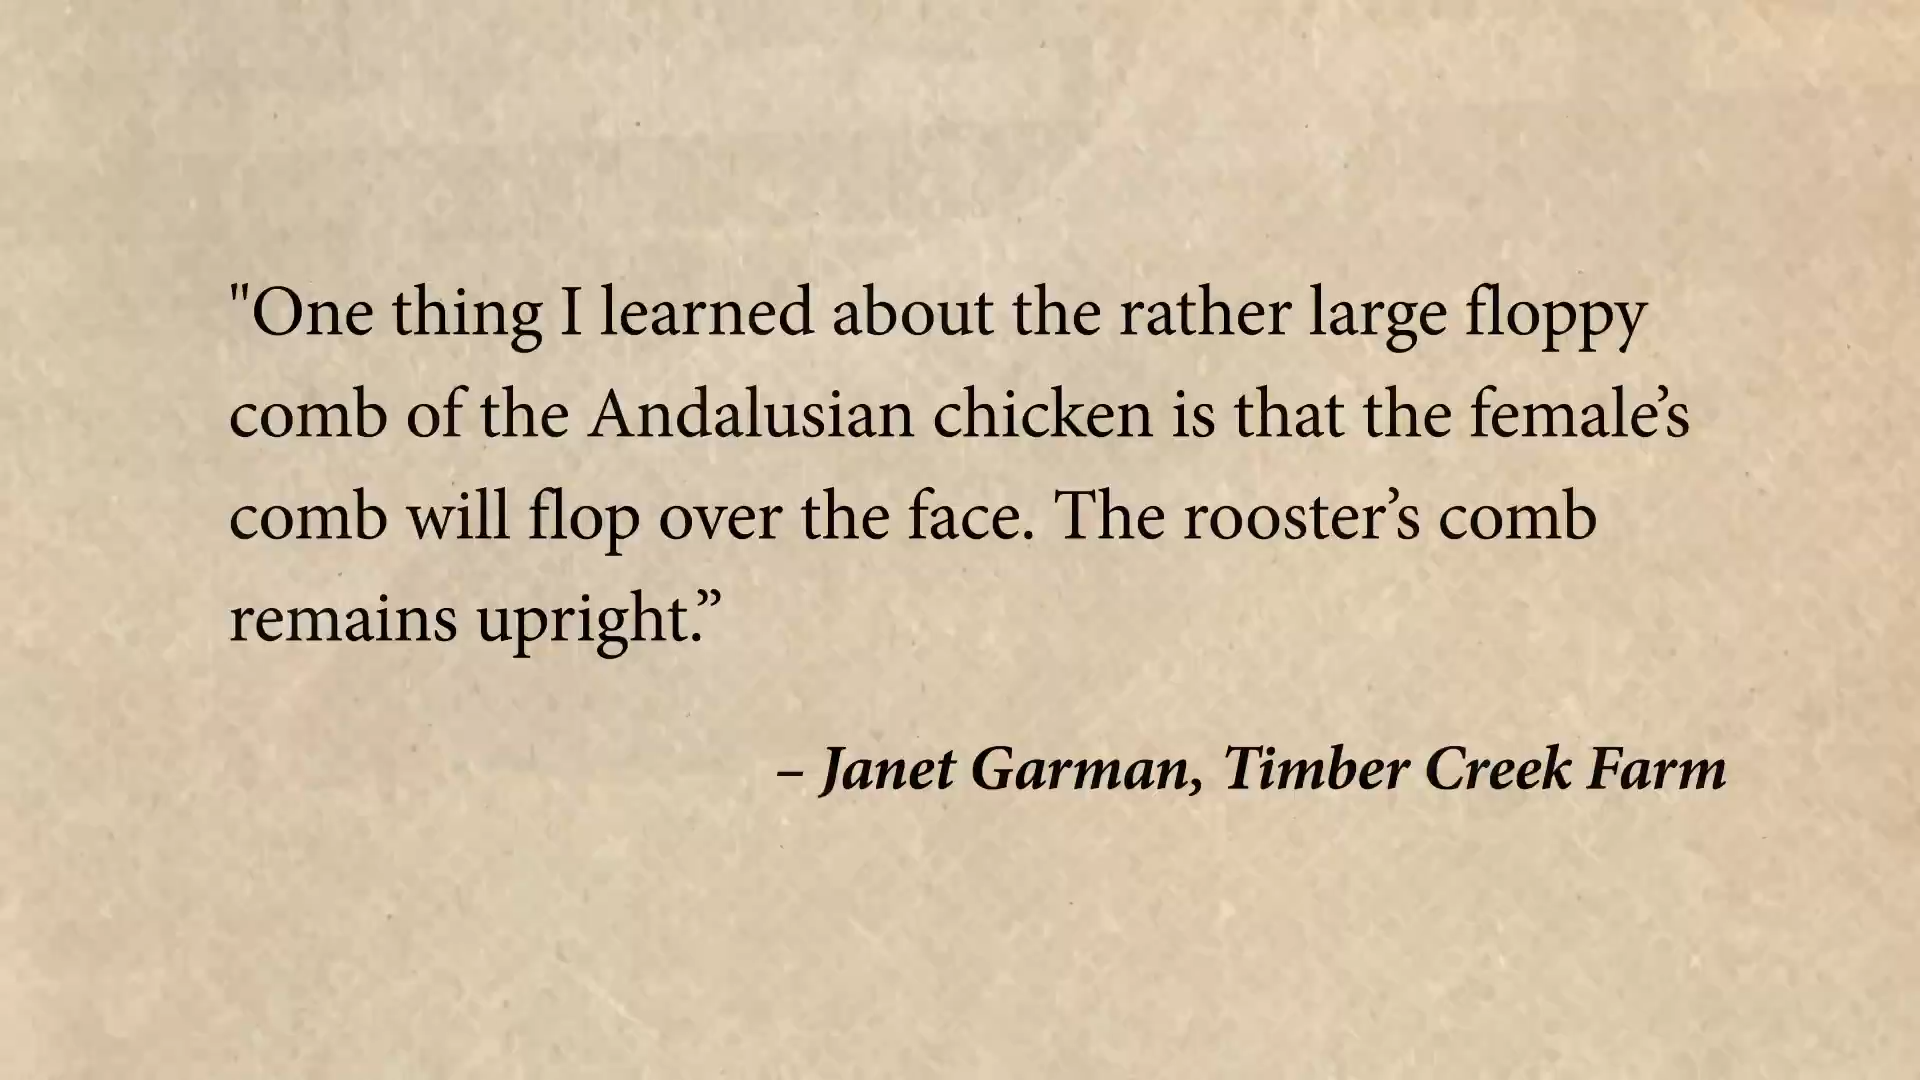 "One thing I learned about the rather large floppy
comb of the Andalusian chicken is that the female’s
comb will flop over the face. The rooster’s comb
remains upright.”
– Janet Garman, Timber Creek Farm